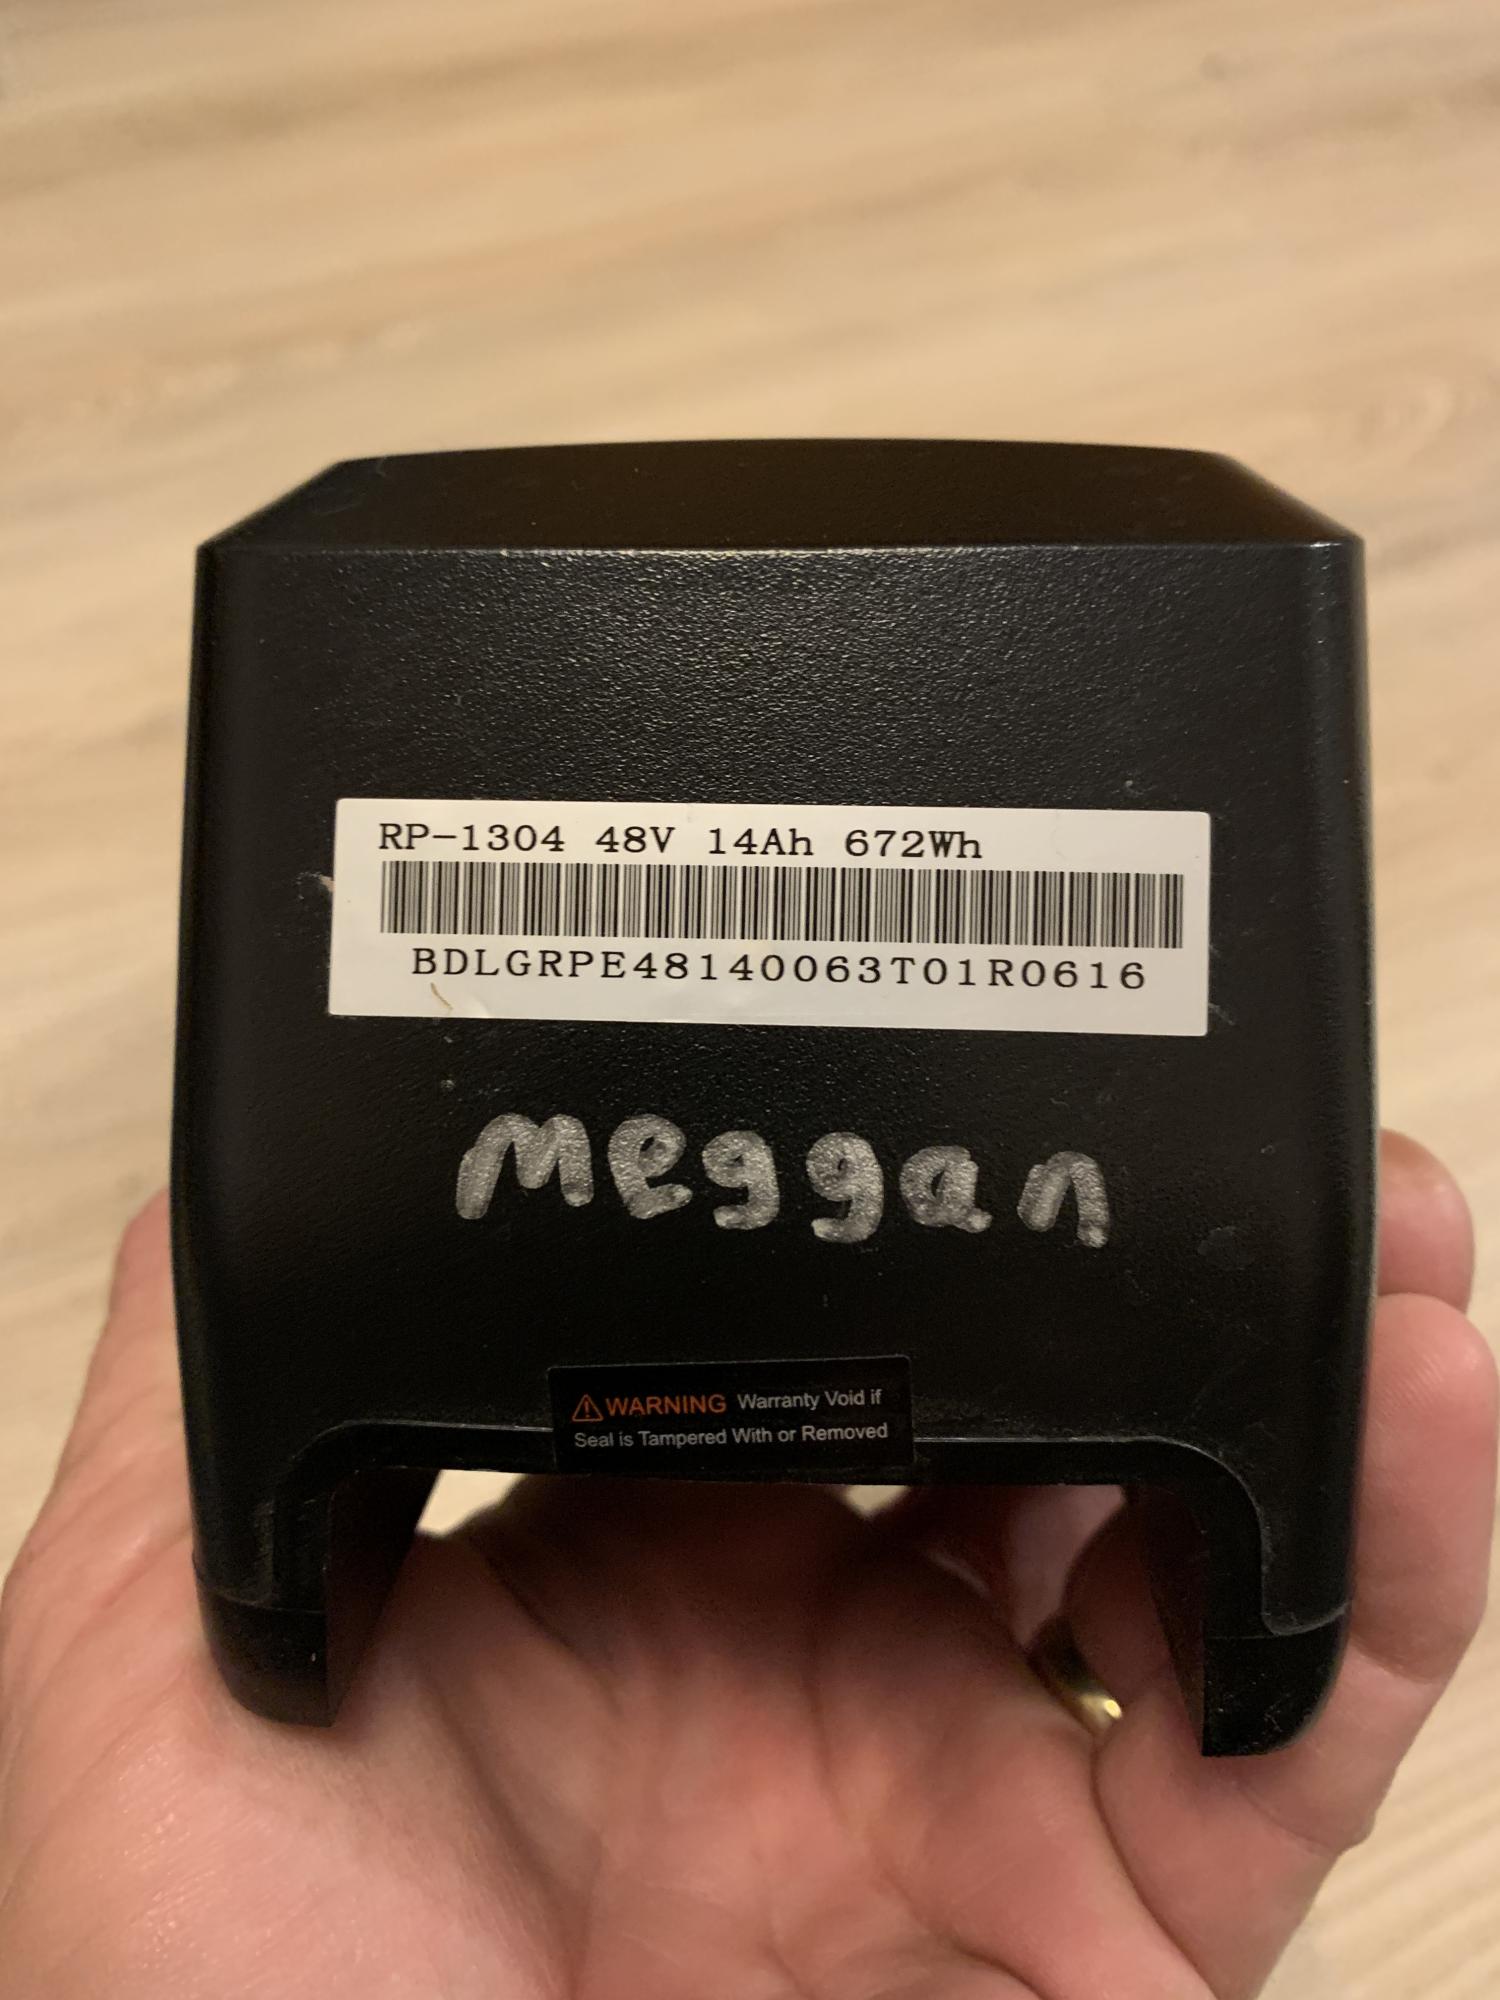 RP-1304 48V 14Ah 672Wh
BDLGRPE48140063T01R0616
Meggan
WARNING Warranty Void if
Seal is Tampered With or Removed